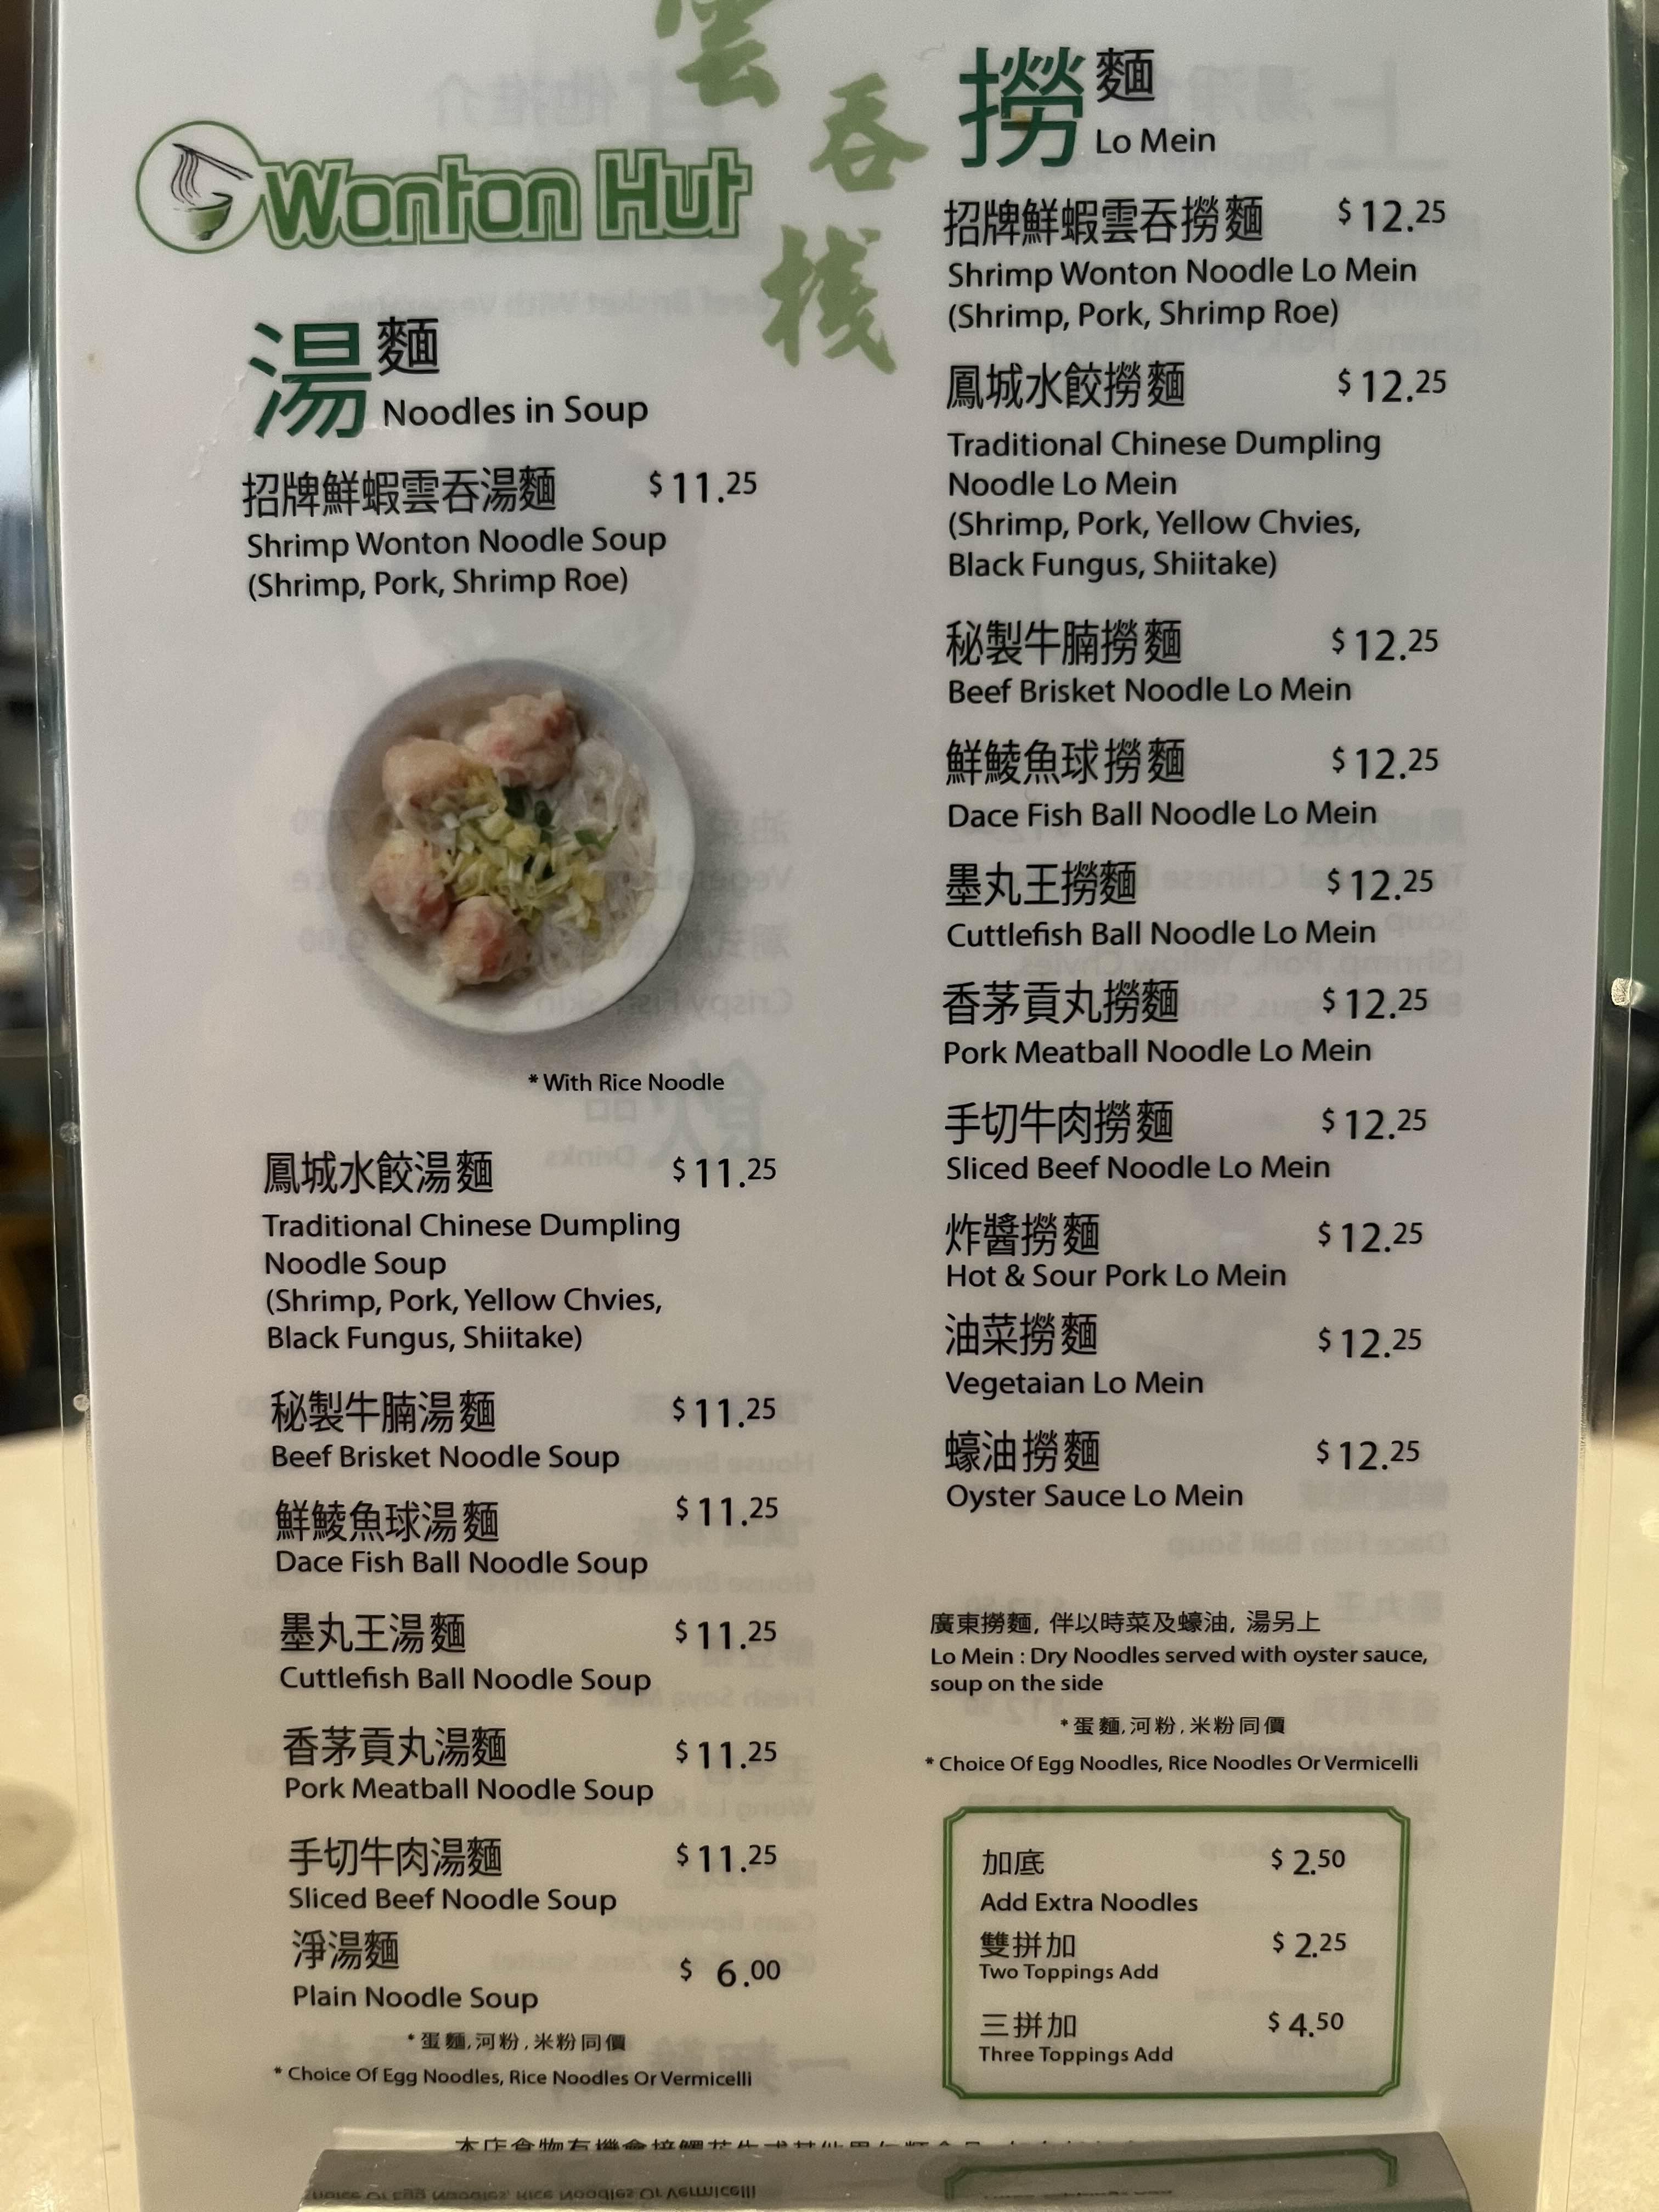 雲吞棧
Wonton Hut
湯麵
Noodles in Soup
招牌鮮蝦雲吞湯麵 $11.25
Shrimp Wonton Noodle Soup
(Shrimp, Pork, Shrimp Roe)
* With Rice Noodle
鳳城水餃湯麵 $11.25
Traditional Chinese Dumpling
Noodle Soup
(Shrimp, Pork, Yellow Chvies,
Black Fungus, Shiitake)
秘製牛腩湯麵 $11.25
Beef Brisket Noodle Soup
鮮鯪魚球湯麵 $11.25
Dace Fish Ball Noodle Soup
墨丸王湯麵 $11.25
Cuttlefish Ball Noodle Soup
香茅貢丸湯麵 $11.25
Pork Meatball Noodle Soup
手切牛肉湯麵 $11.25
Sliced Beef Noodle Soup
淨湯麵 $ 6.00
Plain Noodle Soup
* 蛋麵,河粉,米粉同價
* Choice Of Egg Noodles, Rice Noodles Or Vermicelli
撈麵
Lo Mein
招牌鮮蝦雲吞撈麵 $12.25
Shrimp Wonton Noodle Lo Mein
(Shrimp, Pork, Shrimp Roe)
鳳城水餃撈麵 $12.25
Traditional Chinese Dumpling
Noodle Lo Mein
(Shrimp, Pork, Yellow Chvies,
Black Fungus, Shiitake)
秘製牛腩撈麵 $12.25
Beef Brisket Noodle Lo Mein
鮮鯪魚球撈麵 $12.25
Dace Fish Ball Noodle Lo Mein
墨丸王撈麵 $12.25
Cuttlefish Ball Noodle Lo Mein
香茅貢丸撈麵 $12.25
Pork Meatball Noodle Lo Mein
手切牛肉撈麵 $12.25
Sliced Beef Noodle Lo Mein
炸醬撈麵 $12.25
Hot & Sour Pork Lo Mein
油菜撈麵 $12.25
Vegetaian Lo Mein
蠔油撈麵 $12.25
Oyster Sauce Lo Mein
廣東撈麵, 伴以時菜及蠔油, 湯另上
Lo Mein : Dry Noodles served with oyster sauce,
soup on the side
* 蛋麵,河粉,米粉同價
* Choice Of Egg Noodles, Rice Noodles Or Vermicelli
加底 $ 2.50
Add Extra Noodles
雙拼加 $ 2.25
Two Toppings Add
三拼加 $ 4.50
Three Toppings Add